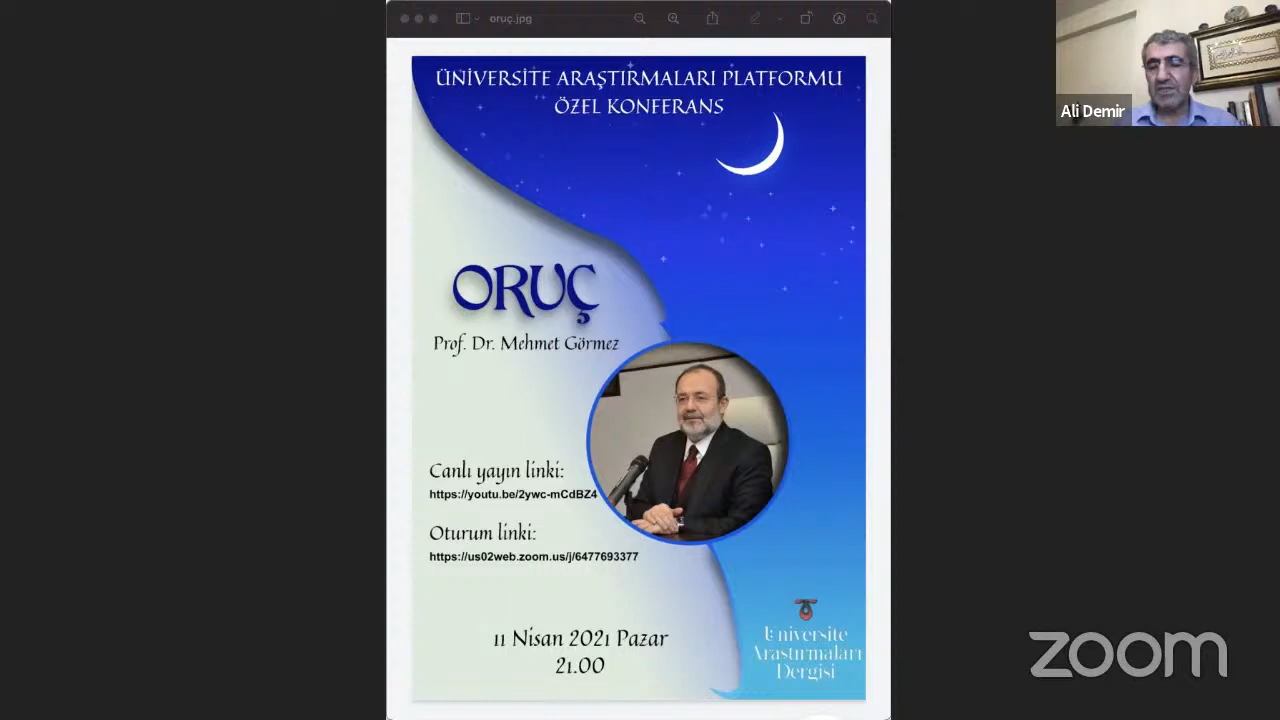 oruç.jpg
ÜNİVERSİTE ARAŞTIRMALARI PLATFORMU
ÖZEL KONFERANS
ORUÇ
Prof. Dr. Mehmet Görmez
Canlı yayın linki:
https://youtu.be/2ywc-mCdBZ4
Oturum linki:
https://us02web.zoom.us/j/6477693377
11 Nisan 2021 Pazar
21.00
Üniversite
Araştırmaları
Dergisi
Ali Demir
zoom